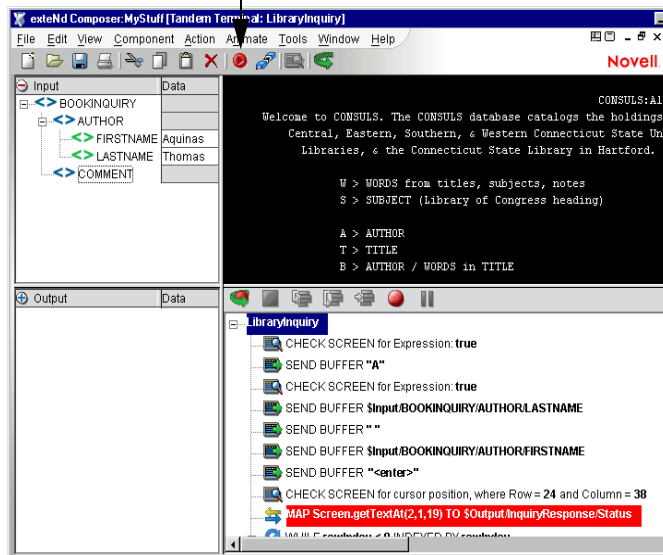 exteNd Composer:MyStuff [Tandem Terminal: LibraryInquiry]
File Edit View Component Action Animate Tools Window Help
Novell.
Input Data
BOOKINQUIRY
AUTHOR
FIRSTNAME Aquinas
LASTNAME Thomas
COMMENT
CONSULS:Al
Welcome to CONSULS. The CONSULS database catalogs the holdings
Central, Eastern, Southern, & Western Connecticut State Un
Libraries, & the Connecticut State Library in Hartford.
W > WORDS from titles, subjects, notes
S > SUBJECT (Library of Congress heading)
A > AUTHOR
T > TITLE
B > AUTHOR / WORDS in TITLE
Output Data
LibraryInquiry
CHECK SCREEN for Expression: true
SEND BUFFER "A"
CHECK SCREEN for Expression: true
SEND BUFFER $Input/BOOKINQUIRY/AUTHOR/LASTNAME
SEND BUFFER " "
SEND BUFFER $Input/BOOKINQUIRY/AUTHOR/FIRSTNAME
SEND BUFFER "<enter>"
CHECK SCREEN for cursor position, where Row = 24 and Column = 38
MAP Screen.getTextAt(2,1,19) TO $Output/InquiryResponse/Status
WHILE rowIndex < 9 INDEXED BY rowIndex